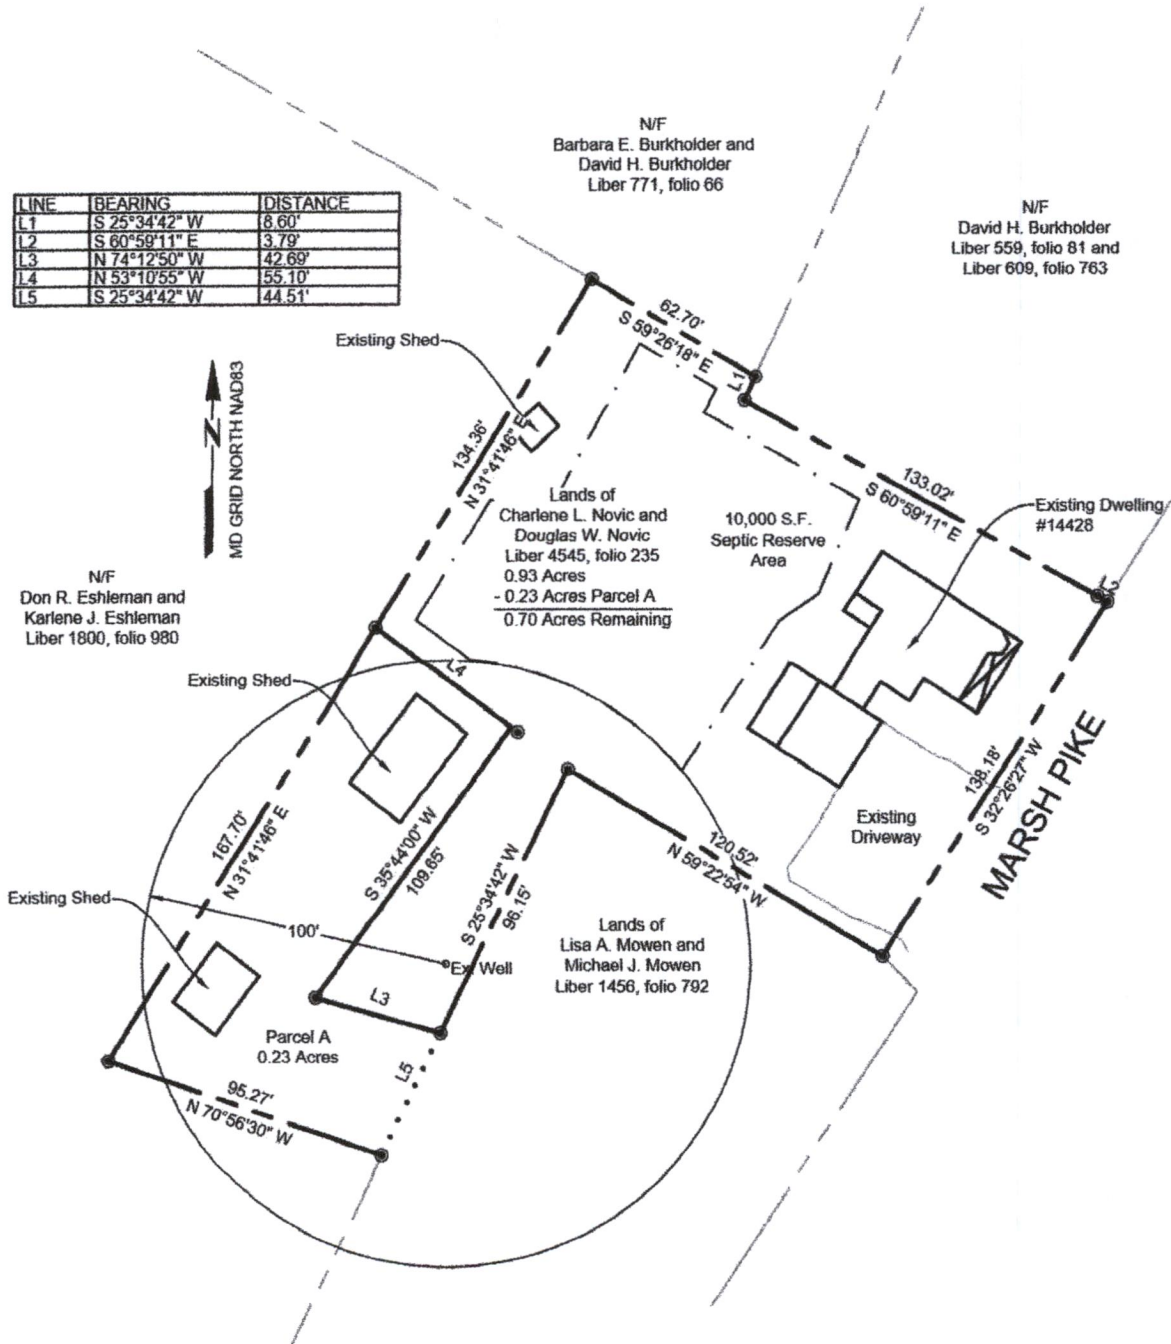 N/F
Barbara E. Burkholder and
David H. Burkholder
Liber 771, folio 66
N/F
David H. Burkholder
Liber 559, folio 81 and
Liber 609, folio 763
LINE BEARING DISTANCE
L1 S 25°34'42" W 8.60'
L2 S 60°59'11" E 3.79'
L3 N 74°12'50" W 42.69'
L4 N 53°10'55" W 55.10'
L5 S 25°34'42" W 44.51'
62.70'
S 59°26'18" E
L1
Existing Shed
N
MD GRID NORTH NAD83
134.36'
N 31°41'46" E
133.02'
S 60°59'11" E
L2
Existing Dwelling
#14428
Lands of
Charlene L. Novic and
Douglas W. Novic
Liber 4545, folio 235
0.93 Acres
- 0.23 Acres Parcel A
0.70 Acres Remaining
10,000 S.F.
Septic Reserve
Area
N/F
Don R. Eshleman and
Karlene J. Eshleman
Liber 1800, folio 980
Existing Shed
L4
138.18'
S 32°26'27" W
MARSH PIKE
Existing
Driveway
167.70'
N 31°41'46" E
S 35°44'00" W
109.65'
S 25°34'42" W
96.15'
120.52'
N 59°22'54" W
Existing Shed
100'
Ex. Well
Lands of
Lisa A. Mowen and
Michael J. Mowen
Liber 1456, folio 792
L3
Parcel A
0.23 Acres
L5
95.27'
N 70°56'30" W